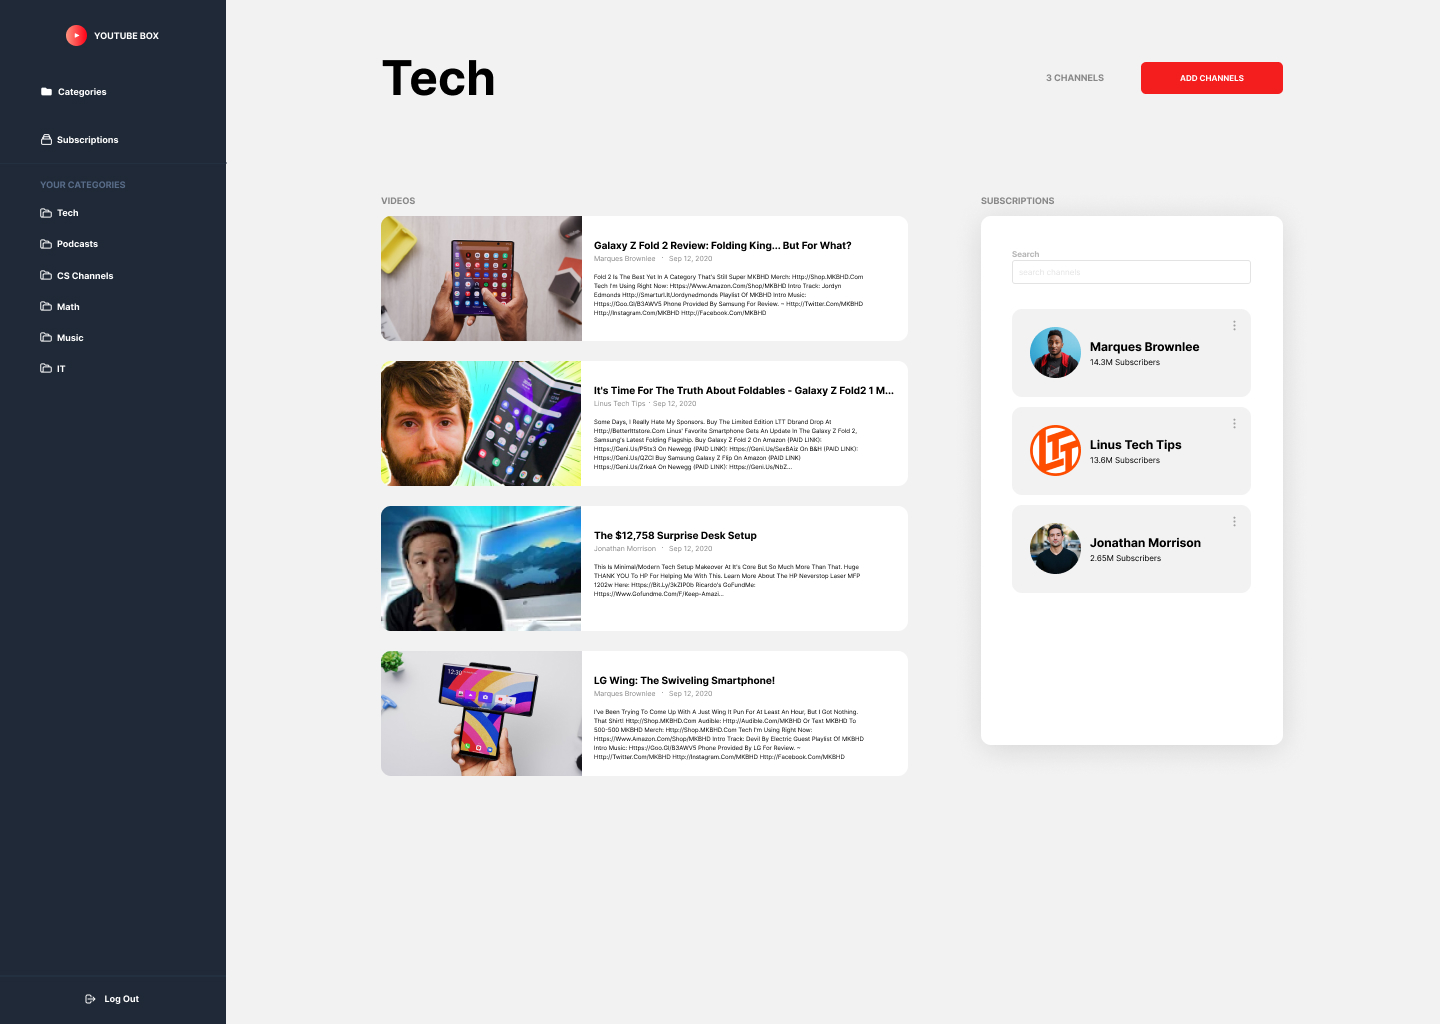 YOUTUBE BOX
Categories
Subscriptions
YOUR CATEGORIES
Tech
Podcasts
CS Channels
Math
Music
IT
Log Out
Tech
3 CHANNELS
ADD CHANNELS
VIDEOS
Galaxy Z Fold 2 Review: Folding King... But For What?
Marques Brownlee · Sep 12, 2020
Fold 2 Is The Best Yet In A Category That's Still Super MKBHD Merch: Http://Shop.MKBHD.Com
Tech I'm Using Right Now: Https://Www.Amazon.Com/Shop/MKBHD Intro Track: Jordyn
Edmonds Http://Smarturl.It/Jordynedmonds Playlist Of MKBHD Intro Music:
Https://Goo.Gl/B3AWV5 Phone Provided By Samsung For Review. ~ Http://Twitter.Com/MKBHD
Http://Instagram.Com/MKBHD Http://Facebook.Com/MKBHD
It's Time For The Truth About Foldables - Galaxy Z Fold2 1 M...
Linus Tech Tips · Sep 12, 2020
Some Days, I Really Hate My Sponsors. Buy The Limited Edition LTT Dbrand Drop At
Http://Betterlttstore.Com Linus' Favorite Smartphone Gets An Update In The Galaxy Z Fold 2,
Samsung's Latest Folding Flagship. Buy Galaxy Z Fold 2 On Amazon (PAID LINK):
Https://Geni.Us/P5tx3 On Newegg (PAID LINK): Https://Geni.Us/SexBAiz On B&H (PAID LINK):
Https://Geni.Us/QZCl Buy Samsung Galaxy Z Flip On Amazon (PAID LINK)
Https://Geni.Us/ZrkeA On Newegg (PAID LINK): Https://Geni.Us/NbZ...
The $12,758 Surprise Desk Setup
Jonathan Morrison · Sep 12, 2020
This Is Minimal/Modern Tech Setup Makeover At It's Core But So Much More Than That. Huge
THANK YOU To HP For Helping Me With This. Learn More About The HP Neverstop Laser MFP
1202w Here: Https://Bit.Ly/3kZIP0b Ricardo's GoFundMe:
Https://Www.Gofundme.Com/F/Keep-Amazi...
12:30
LG Wing: The Swiveling Smartphone!
Marques Brownlee · Sep 12, 2020
I've Been Trying To Come Up With A Just Wing It Pun For At Least An Hour, But I Got Nothing.
That Shirt! Http://Shop.MKBHD.Com Audible: Http://Audible.Com/MKBHD Or Text MKBHD To
500-500 MKBHD Merch: Http://Shop.MKBHD.Com Tech I'm Using Right Now:
Https://Www.Amazon.Com/Shop/MKBHD Intro Track: Devil By Electric Guest Playlist Of MKBHD
Intro Music: Https://Goo.Gl/B3AWV5 Phone Provided By LG For Review. ~
Http://Twitter.Com/MKBHD Http://Instagram.Com/MKBHD Http://Facebook.Com/MKBHD
SUBSCRIPTIONS
Search
search channels
Marques Brownlee
14.3M Subscribers
LTT
Linus Tech Tips
13.6M Subscribers
Jonathan Morrison
2.65M Subscribers